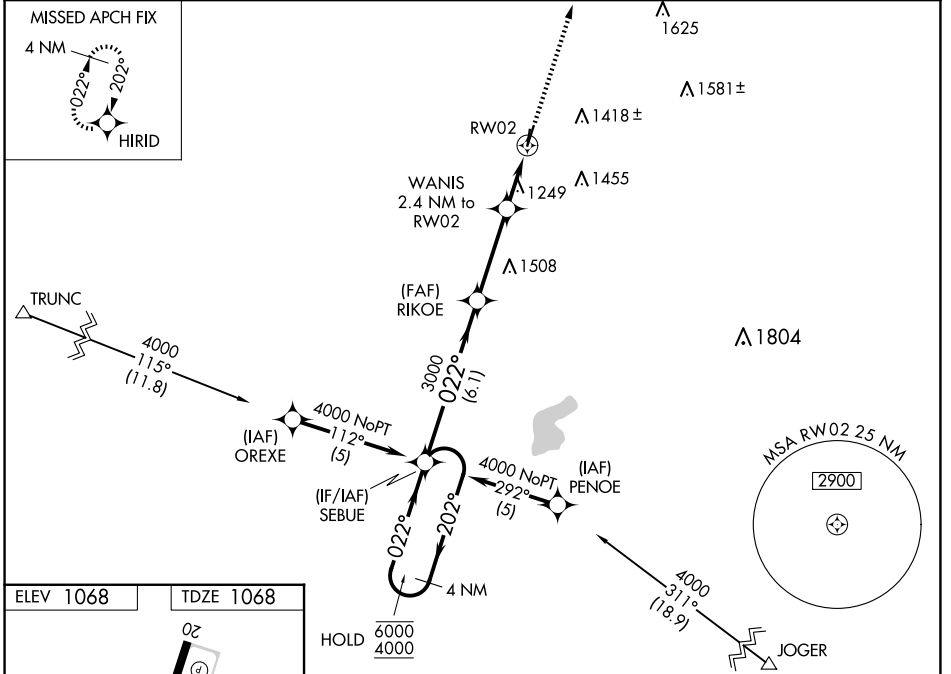 MISSED APCH FIX
4 NM
022°
202°
HIRID
1625
1581±
1418±
RW02
1249
1455
WANIS
2.4 NM to
RW02
1508
(FAF)
RIKOE
TRUNC
4000
115°
(11.8)
1804
3000
022°
(6.1)
4000 NoPT
112°
(5)
(IAF)
OREXE
4000 NoPT
292°
(5)
(IAF)
PENOE
MSA RW02 25 NM
2900
(IF/IAF)
SEBUE
022°
202°
4 NM
HOLD
6000
4000
4000
311°
(18.9)
JOGER
ELEV 1068
TDZE 1068
20
P